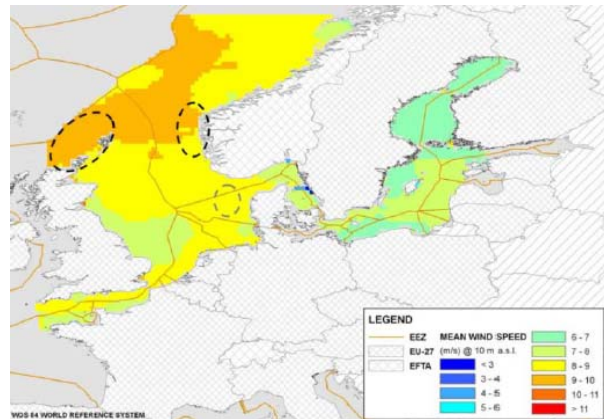 LEGEND
EEZ
EU-27
EFTA
MEAN WIND SPEED
(m/s) @ 10 m a.s.l.
< 3
3 - 4
4 - 5
5 - 6
6 - 7
7 - 8
8 - 9
9 - 10
10 - 11
> 11
WGS 84 WORLD REFERENCE SYSTEM